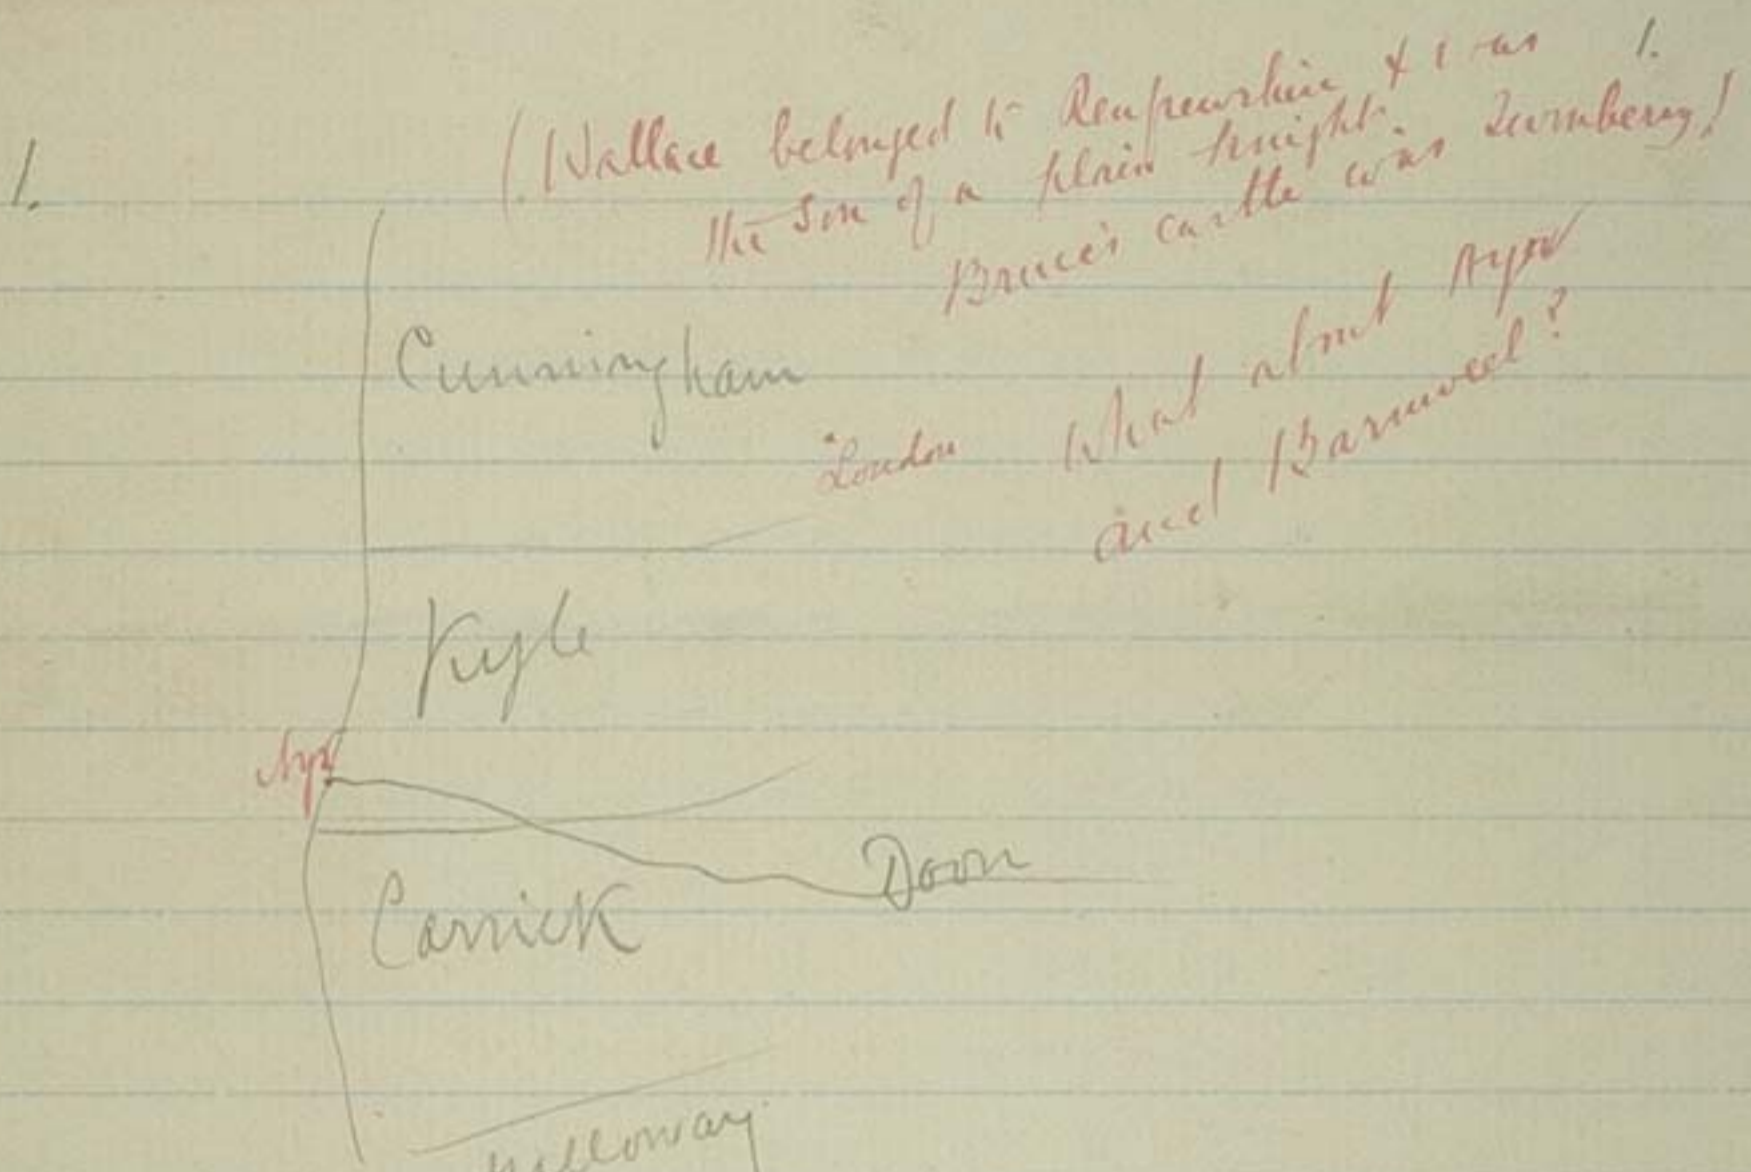 1.
1.
(Wallace belonged to Renfrewshire & was
the son of a plain knight.
Bruce's castle was Turnberry!
What about Ayr
and Barnweel?
Cunningham
Loudon
Kyle
Ayr
Doon
Carrick
Galloway